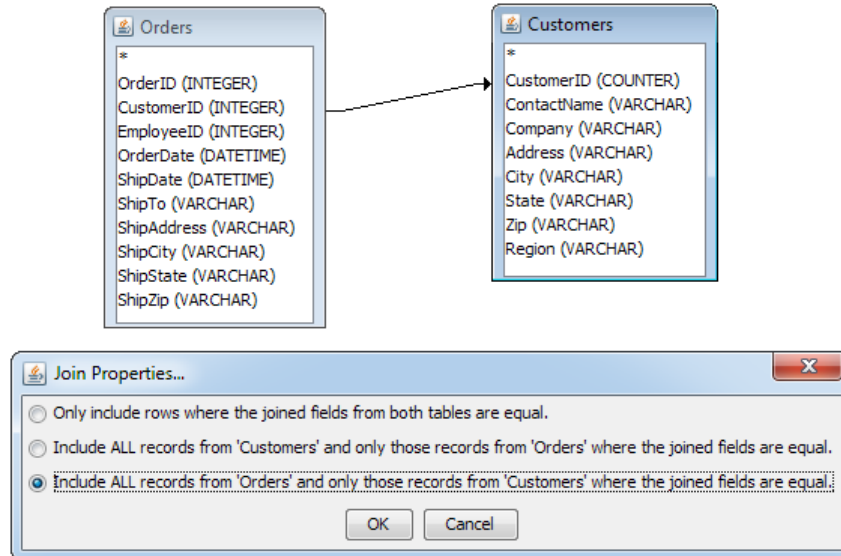 Orders
*
OrderID (INTEGER)
CustomerID (INTEGER)
EmployeeID (INTEGER)
OrderDate (DATETIME)
ShipDate (DATETIME)
ShipTo (VARCHAR)
ShipAddress (VARCHAR)
ShipCity (VARCHAR)
ShipState (VARCHAR)
ShipZip (VARCHAR)
Customers
*
CustomerID (COUNTER)
ContactName (VARCHAR)
Company (VARCHAR)
Address (VARCHAR)
City (VARCHAR)
State (VARCHAR)
Zip (VARCHAR)
Region (VARCHAR)
Join Properties...
Only include rows where the joined fields from both tables are equal.
Include ALL records from 'Customers' and only those records from 'Orders' where the joined fields are equal.
Include ALL records from 'Orders' and only those records from 'Customers' where the joined fields are equal.
OK
Cancel